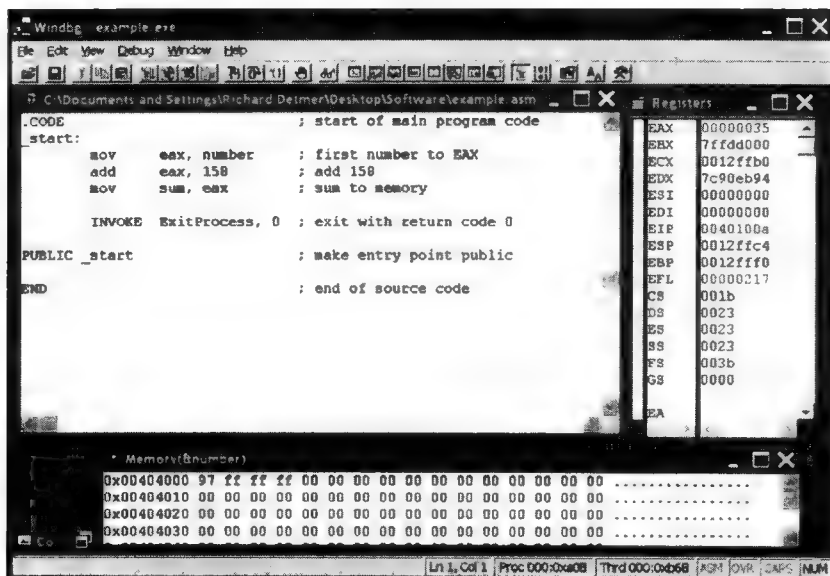 Windbg example.exe
File Edit View Debug Window Help
C:\Documents and Settings\Richard Detmer\Desktop\Software\example.asm
.CODE ; start of main program code
_start:
mov eax, number ; first number to EAX
add eax, 158 ; add 158
mov sum, eax ; sum to memory
INVOKE ExitProcess, 0 ; exit with return code 0
PUBLIC _start ; make entry point public
END ; end of source code
Registers
EAX 00000035
EBX 7ffdd000
ECX 0012ffb0
EDX 7c90eb94
ESI 00000000
EDI 00000000
EIP 0040100a
ESP 0012ffc4
EBP 0012fff0
EFL 00000217
CS 001b
DS 0023
ES 0023
SS 0023
FS 003b
GS 0000
EA
Memory(&number)
0x00404000 97 ff ff ff 00 00 00 00 00 00 00 00 00 00 00 00 ................
0x00404010 00 00 00 00 00 00 00 00 00 00 00 00 00 00 00 00 ................
0x00404020 00 00 00 00 00 00 00 00 00 00 00 00 00 00 00 00 ................
0x00404030 00 00 00 00 00 00 00 00 00 00 00 00 00 00 00 00 ................
Co
Ln 1, Col 1 Proc 000:0xa08 Thrd 000:0xb68 ASM OVR CAPS NUM